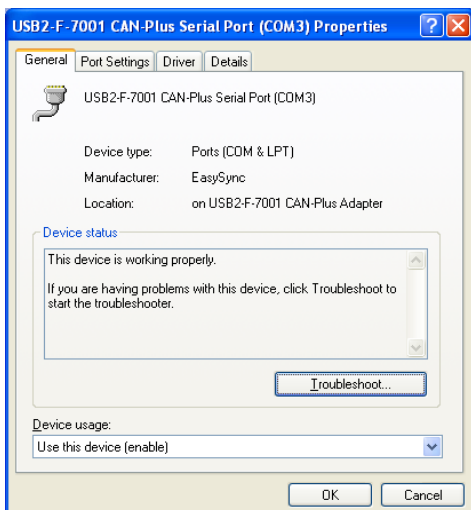 USB2-F-7001 CAN-Plus Serial Port (COM3) Properties
General Port Settings Driver Details
USB2-F-7001 CAN-Plus Serial Port (COM3)
Device type: Ports (COM & LPT)
Manufacturer: EasySync
Location: on USB2-F-7001 CAN-Plus Adapter
Device status
This device is working properly.
If you are having problems with this device, click Troubleshoot to
start the troubleshooter.
Troubleshoot...
Device usage:
Use this device (enable)
OK Cancel